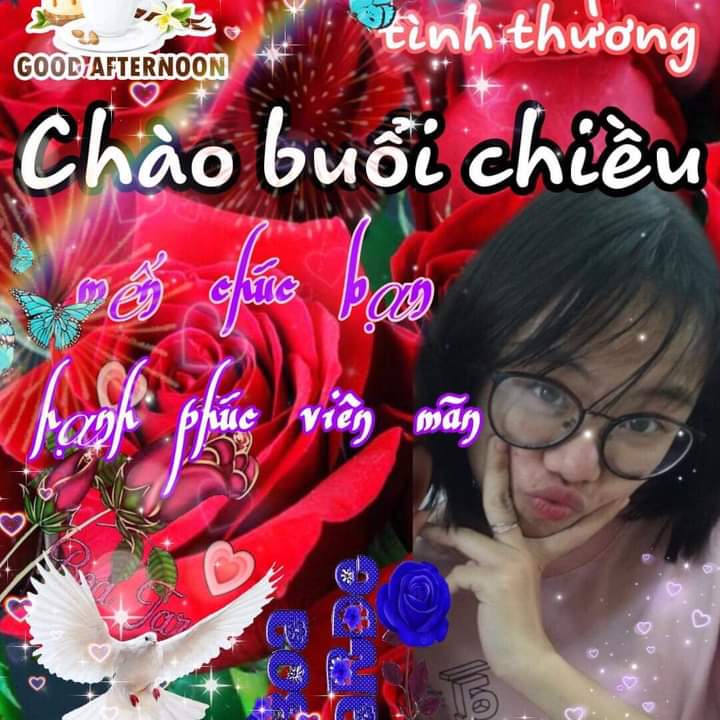 tình thương
GOOD AFTERNOON
Chào buổi chiều
mến chúc bạn
hạnh phúc viên mãn